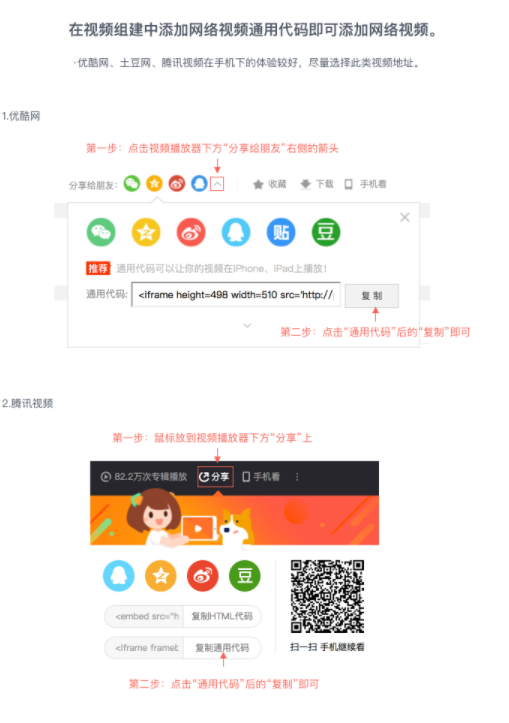 在视频组建中添加网络视频通用代码即可添加网络视频。
·优酷网、土豆网、腾讯视频在手机下的体验较好，尽量选择此类视频地址。
1.优酷网
第一步：点击视频播放器下方“分享给朋友”右侧的箭头
分享给朋友: 收藏 下载 手机看
贴 豆
推荐 通用代码可以让你的视频在iPhone、iPad上播放！
通用代码: <iframe height=498 width=510 src='http:// 复 制
第二步：点击“通用代码”后的“复制”即可
2.腾讯视频
第一步：鼠标放到视频播放器下方“分享”上
82.2万次专辑播放 分享 手机看
豆
<embed src="h 复制HTML代码
<iframe framet 复制通用代码
扫一扫 手机继续看
第二步：点击“通用代码”后的“复制”即可